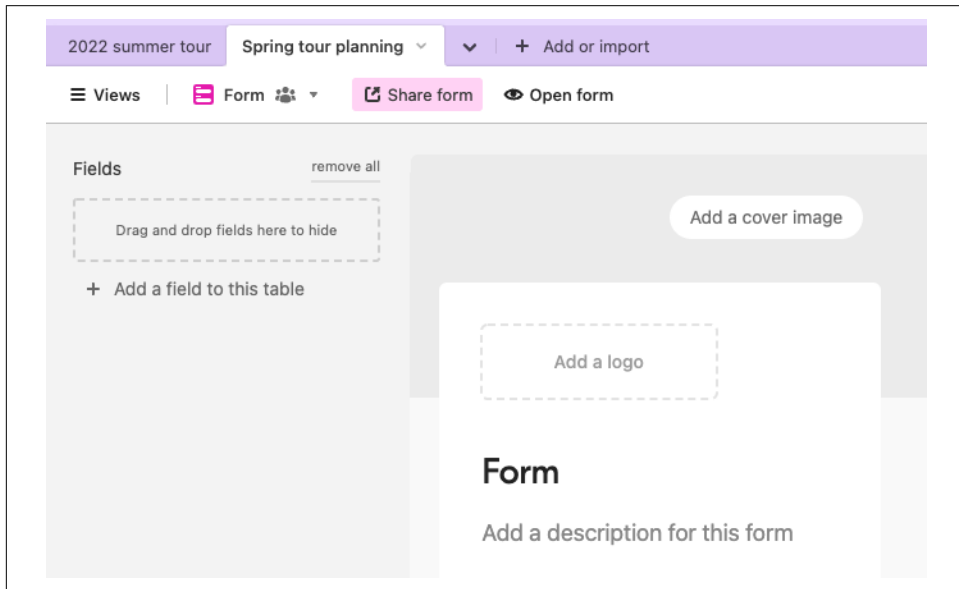 2022 summer tour Spring tour planning Add or import
Views Form Share form Open form
Fields remove all
Drag and drop fields here to hide
Add a field to this table
Add a cover image
Add a logo
Form
Add a description for this form